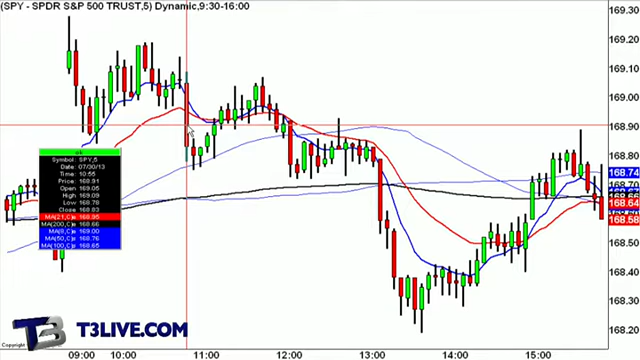 (SPY - SPDR S&P 500 TRUST,5) Dynamic,9:30-16:00
169.30
169.20
169.10
169.00
168.90
168.80
168.74
168.70
168.64
168.58
168.50
168.40
168.30
168.20
ok
Symbol: SPY,5
Date: 07/30/13
Time: 10:55
Price: 168.91
Open: 169.05
High: 169.09
Low: 168.78
Close: 168.83
MA(21,C)= 168.95
MA(200,C)= 168.66
MA(8,C)= 169.00
MA(50,C)= 168.76
MA(100,C)= 168.65
T3 T3LIVE.COM
Copyright ©
09:00 10:00 11:00 12:00 13:00 14:00 15:00